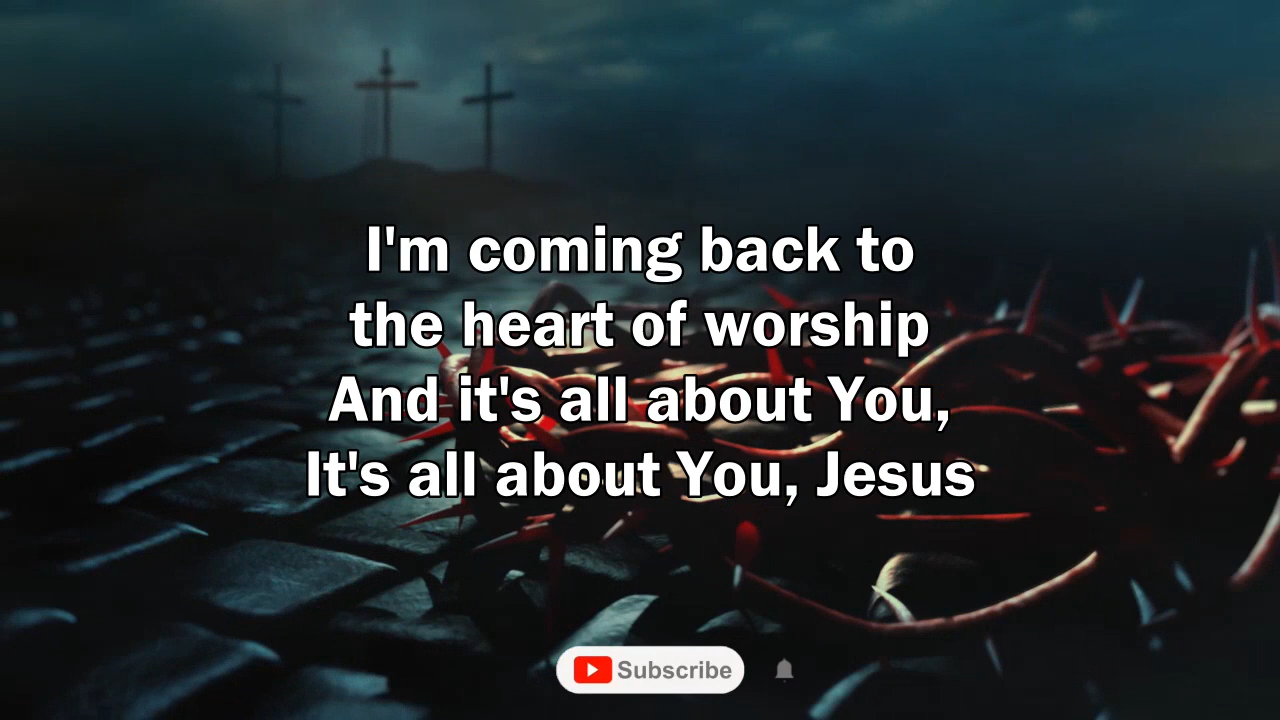 I'm coming back to
the heart of worship
And it's all about You,
It's all about You, Jesus
Subscribe